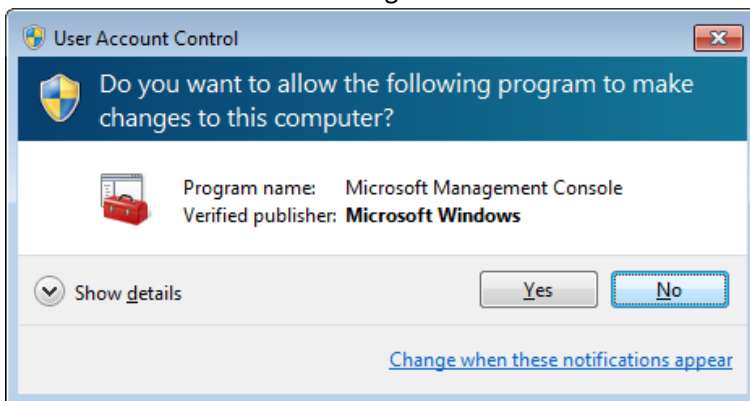 User Account Control
Do you want to allow the following program to make
changes to this computer?
Program name: Microsoft Management Console
Verified publisher: Microsoft Windows
Show details
Yes
No
Change when these notifications appear